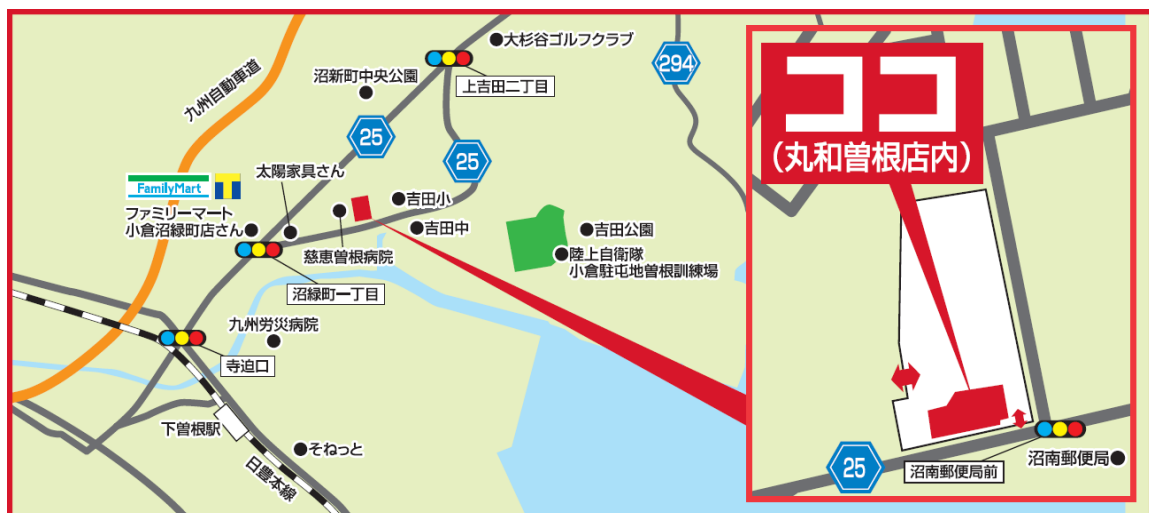 大杉谷ゴルフクラブ
294
上吉田二丁目
沼新町中央公園
九州自動車道
25
25
太陽家具さん
FamilyMart
ファミリーマート
小倉沼緑町店さん
吉田小
吉田中
慈恵曽根病院
吉田公園
陸上自衛隊
小倉駐屯地曽根訓練場
沼緑町一丁目
九州労災病院
寺迫口
下曽根駅
そねっと
日豊本線
ココ
(丸和曽根店内)
25
沼南郵便局前
沼南郵便局